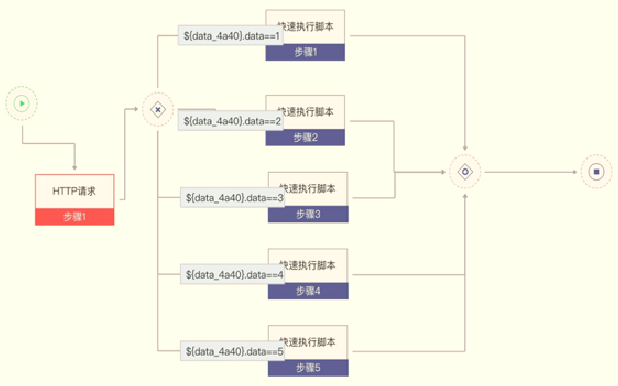 ${data_4a40}.data==1
快速执行脚本
步骤1
${data_4a40}.data==2
快速执行脚本
步骤2
HTTP请求
步骤1
${data_4a40}.data==3
快速执行脚本
步骤3
${data_4a40}.data==4
快速执行脚本
步骤4
${data_4a40}.data==5
快速执行脚本
步骤5